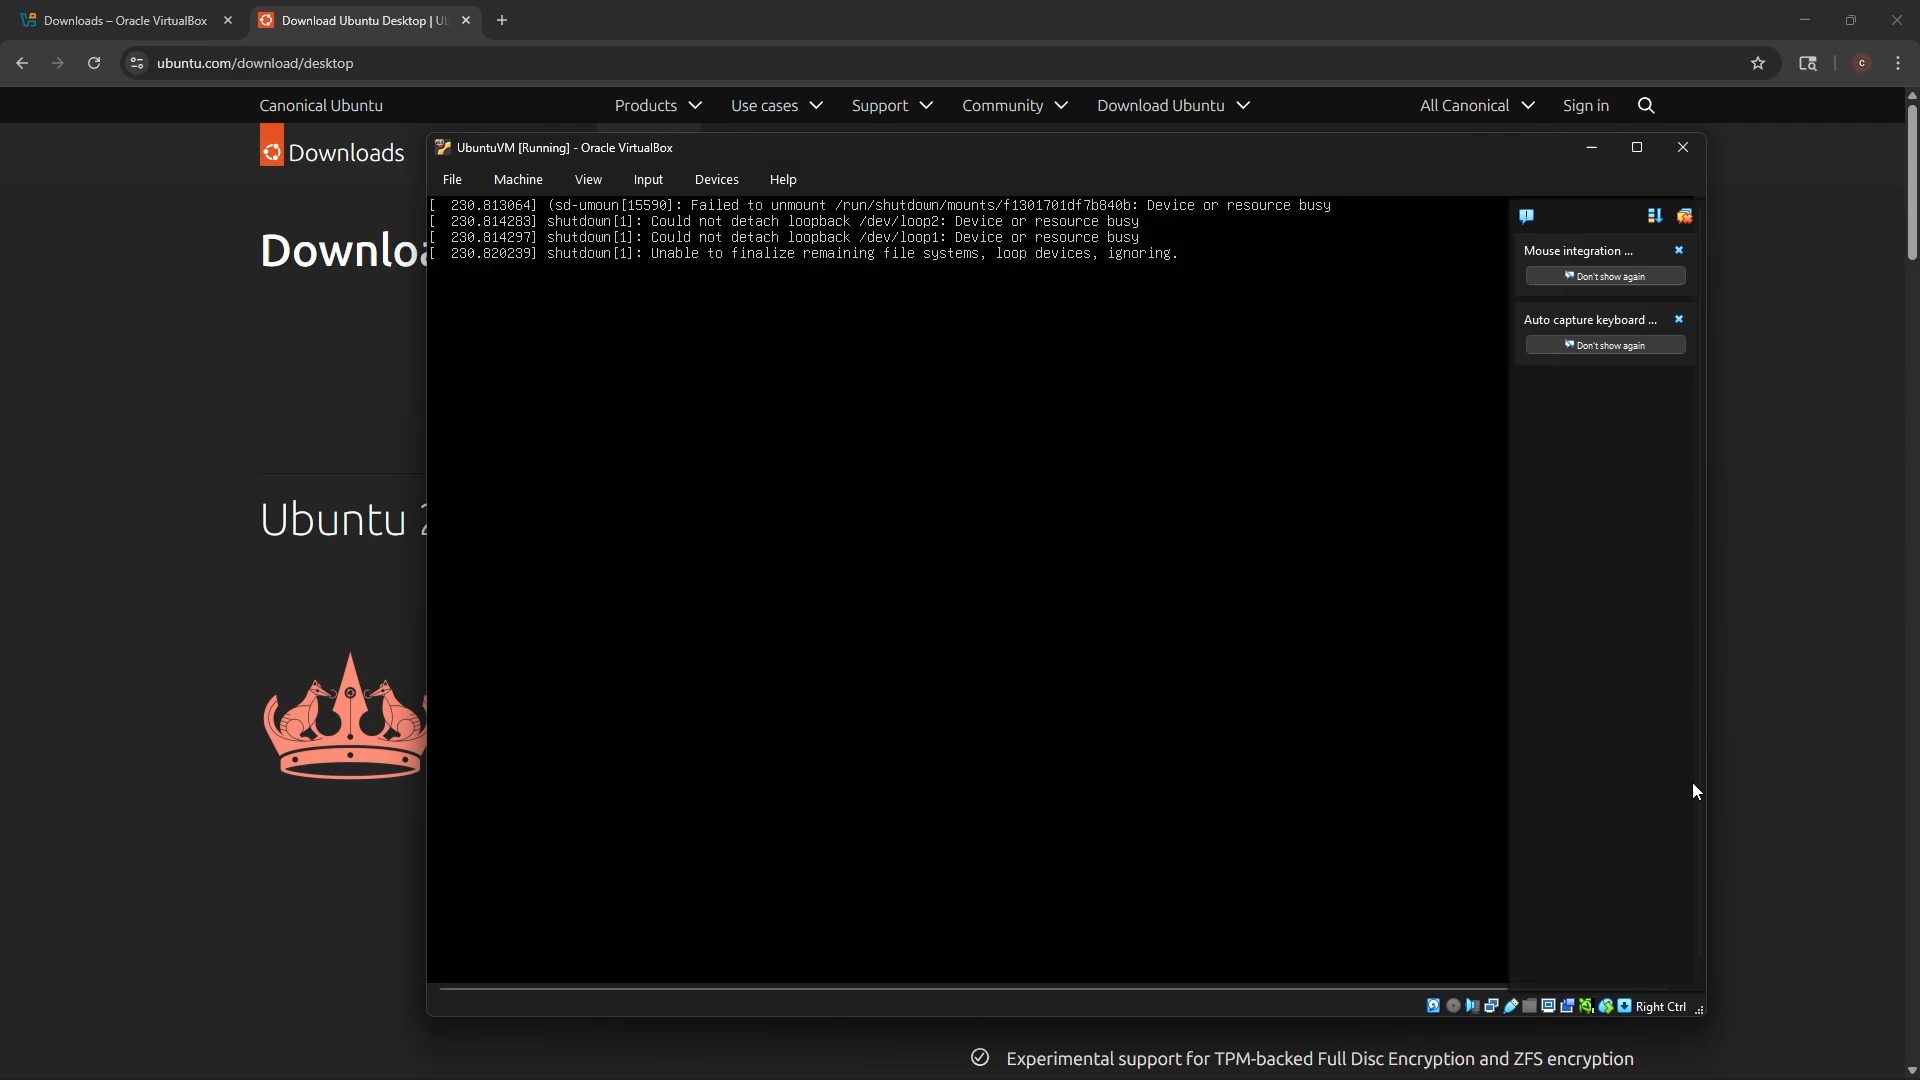 Downloads – Oracle VirtualBox
Download Ubuntu Desktop | U
ubuntu.com/download/desktop
c
Canonical Ubuntu
Products
Use cases
Support
Community
Download Ubuntu
All Canonical
Sign in
Downloads
UbuntuVM [Running] - Oracle VirtualBox
File Machine View Input Devices Help
[ 230.813064] (sd-umoun[15590]: Failed to unmount /run/shutdown/mounts/f1301701df7b840b: Device or resource busy
[ 230.814283] shutdown[1]: Could not detach loopback /dev/loop2: Device or resource busy
[ 230.814297] shutdown[1]: Could not detach loopback /dev/loop1: Device or resource busy
[ 230.820239] shutdown[1]: Unable to finalize remaining file systems, loop devices, ignoring.
Mouse integration ...
Don't show again
Auto capture keyboard ...
Don't show again
Downloa
Ubuntu 2
Right Ctrl
Experimental support for TPM-backed Full Disc Encryption and ZFS encryption